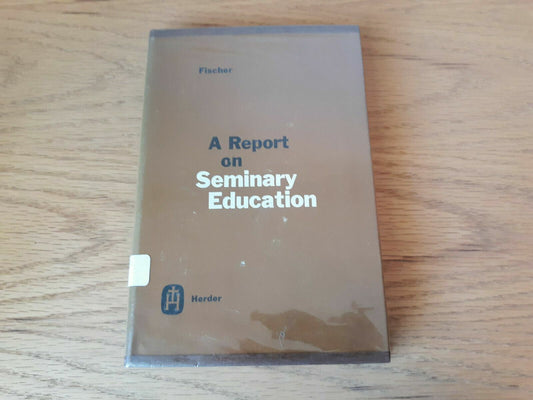 Fischer
A Report
on
Seminary
Education
Herder